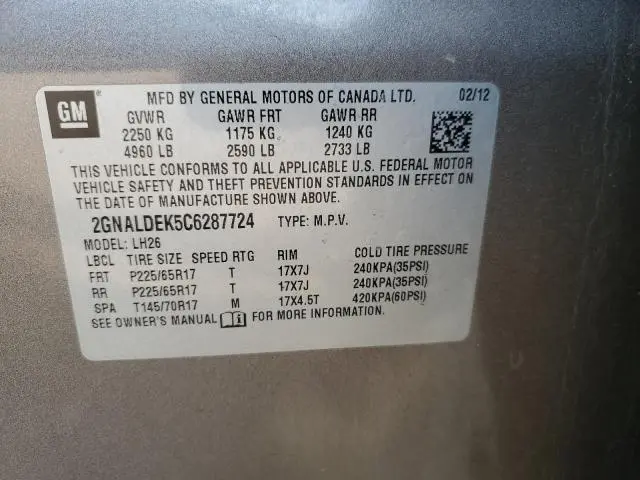 GM
MFD BY GENERAL MOTORS OF CANADA LTD. 02/12
GVWR GAWR FRT GAWR RR
2250 KG 1175 KG 1240 KG
4960 LB 2590 LB 2733 LB
THIS VEHICLE CONFORMS TO ALL APPLICABLE U.S. FEDERAL MOTOR
VEHICLE SAFETY AND THEFT PREVENTION STANDARDS IN EFFECT ON
THE DATE OF MANUFACTURE SHOWN ABOVE.
2GNALDEK5C6287724 TYPE: M.P.V.
MODEL: LH26
LBCL TIRE SIZE SPEED RTG RIM COLD TIRE PRESSURE
FRT P225/65R17 T 17X7J 240KPA(35PSI)
RR P225/65R17 T 17X7J 240KPA(35PSI)
SPA T145/70R17 M 17X4.5T 420KPA(60PSI)
SEE OWNER'S MANUAL FOR MORE INFORMATION.